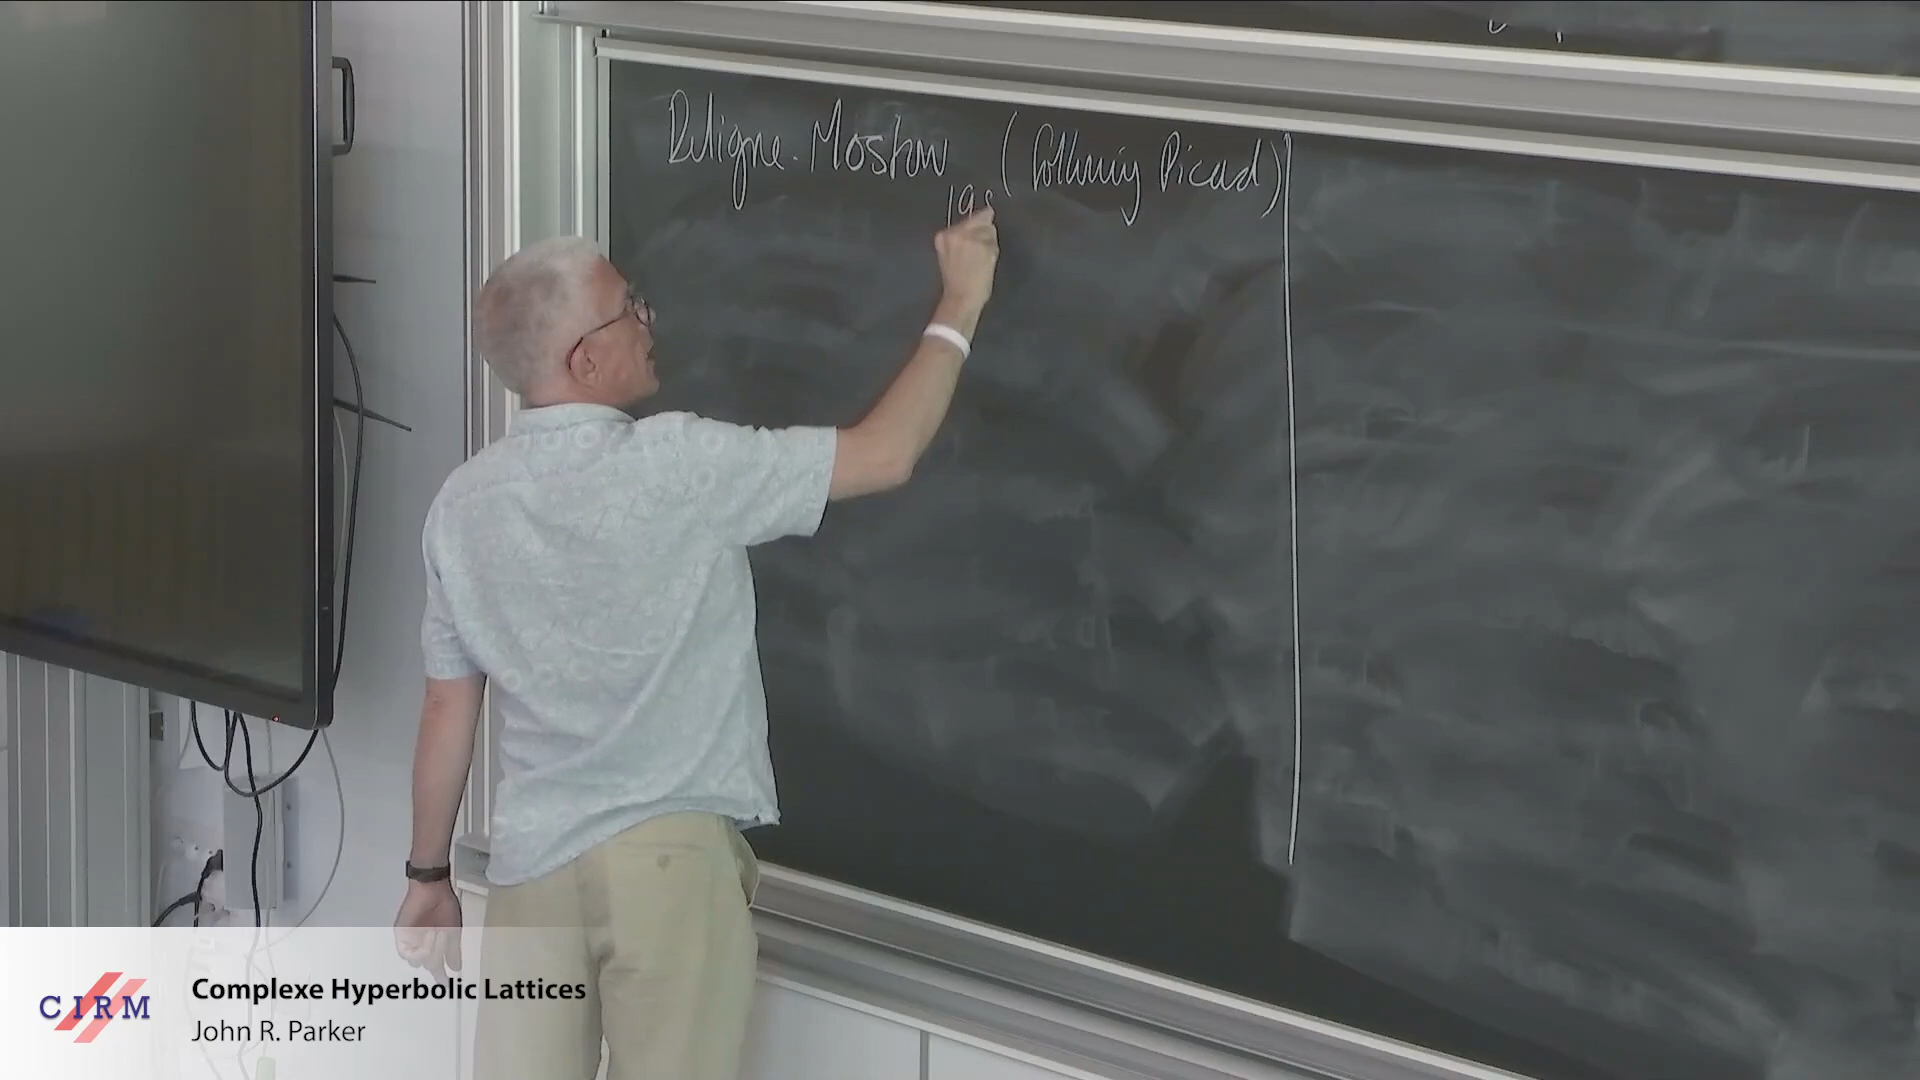 Deligne-Mostow (following Picard)
198
CIRM
Complexe Hyperbolic Lattices
John R. Parker